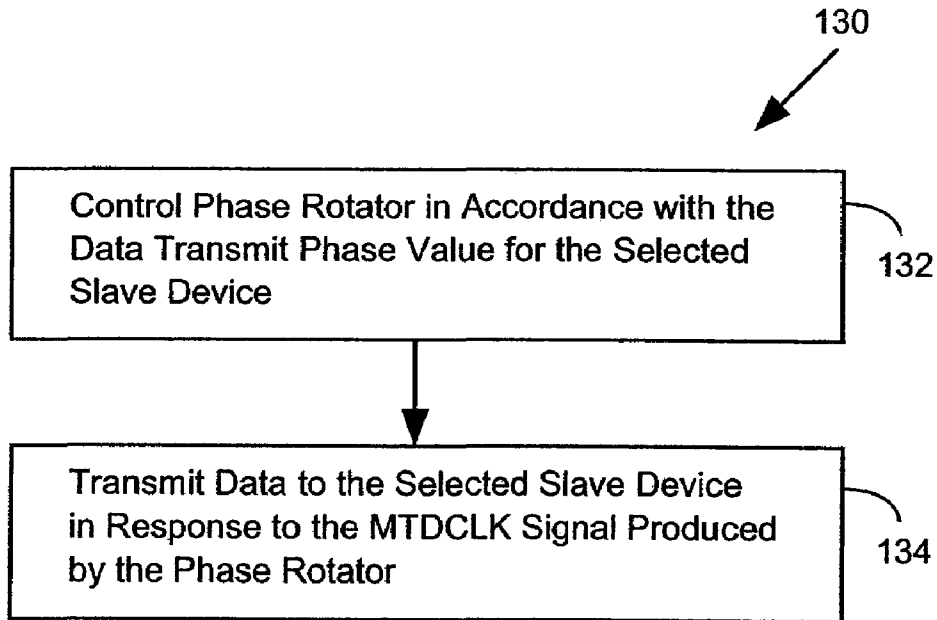 130
Control Phase Rotator in Accordance with the
Data Transmit Phase Value for the Selected
Slave Device
132
Transmit Data to the Selected Slave Device
in Response to the MTDCLK Signal Produced
by the Phase Rotator
134